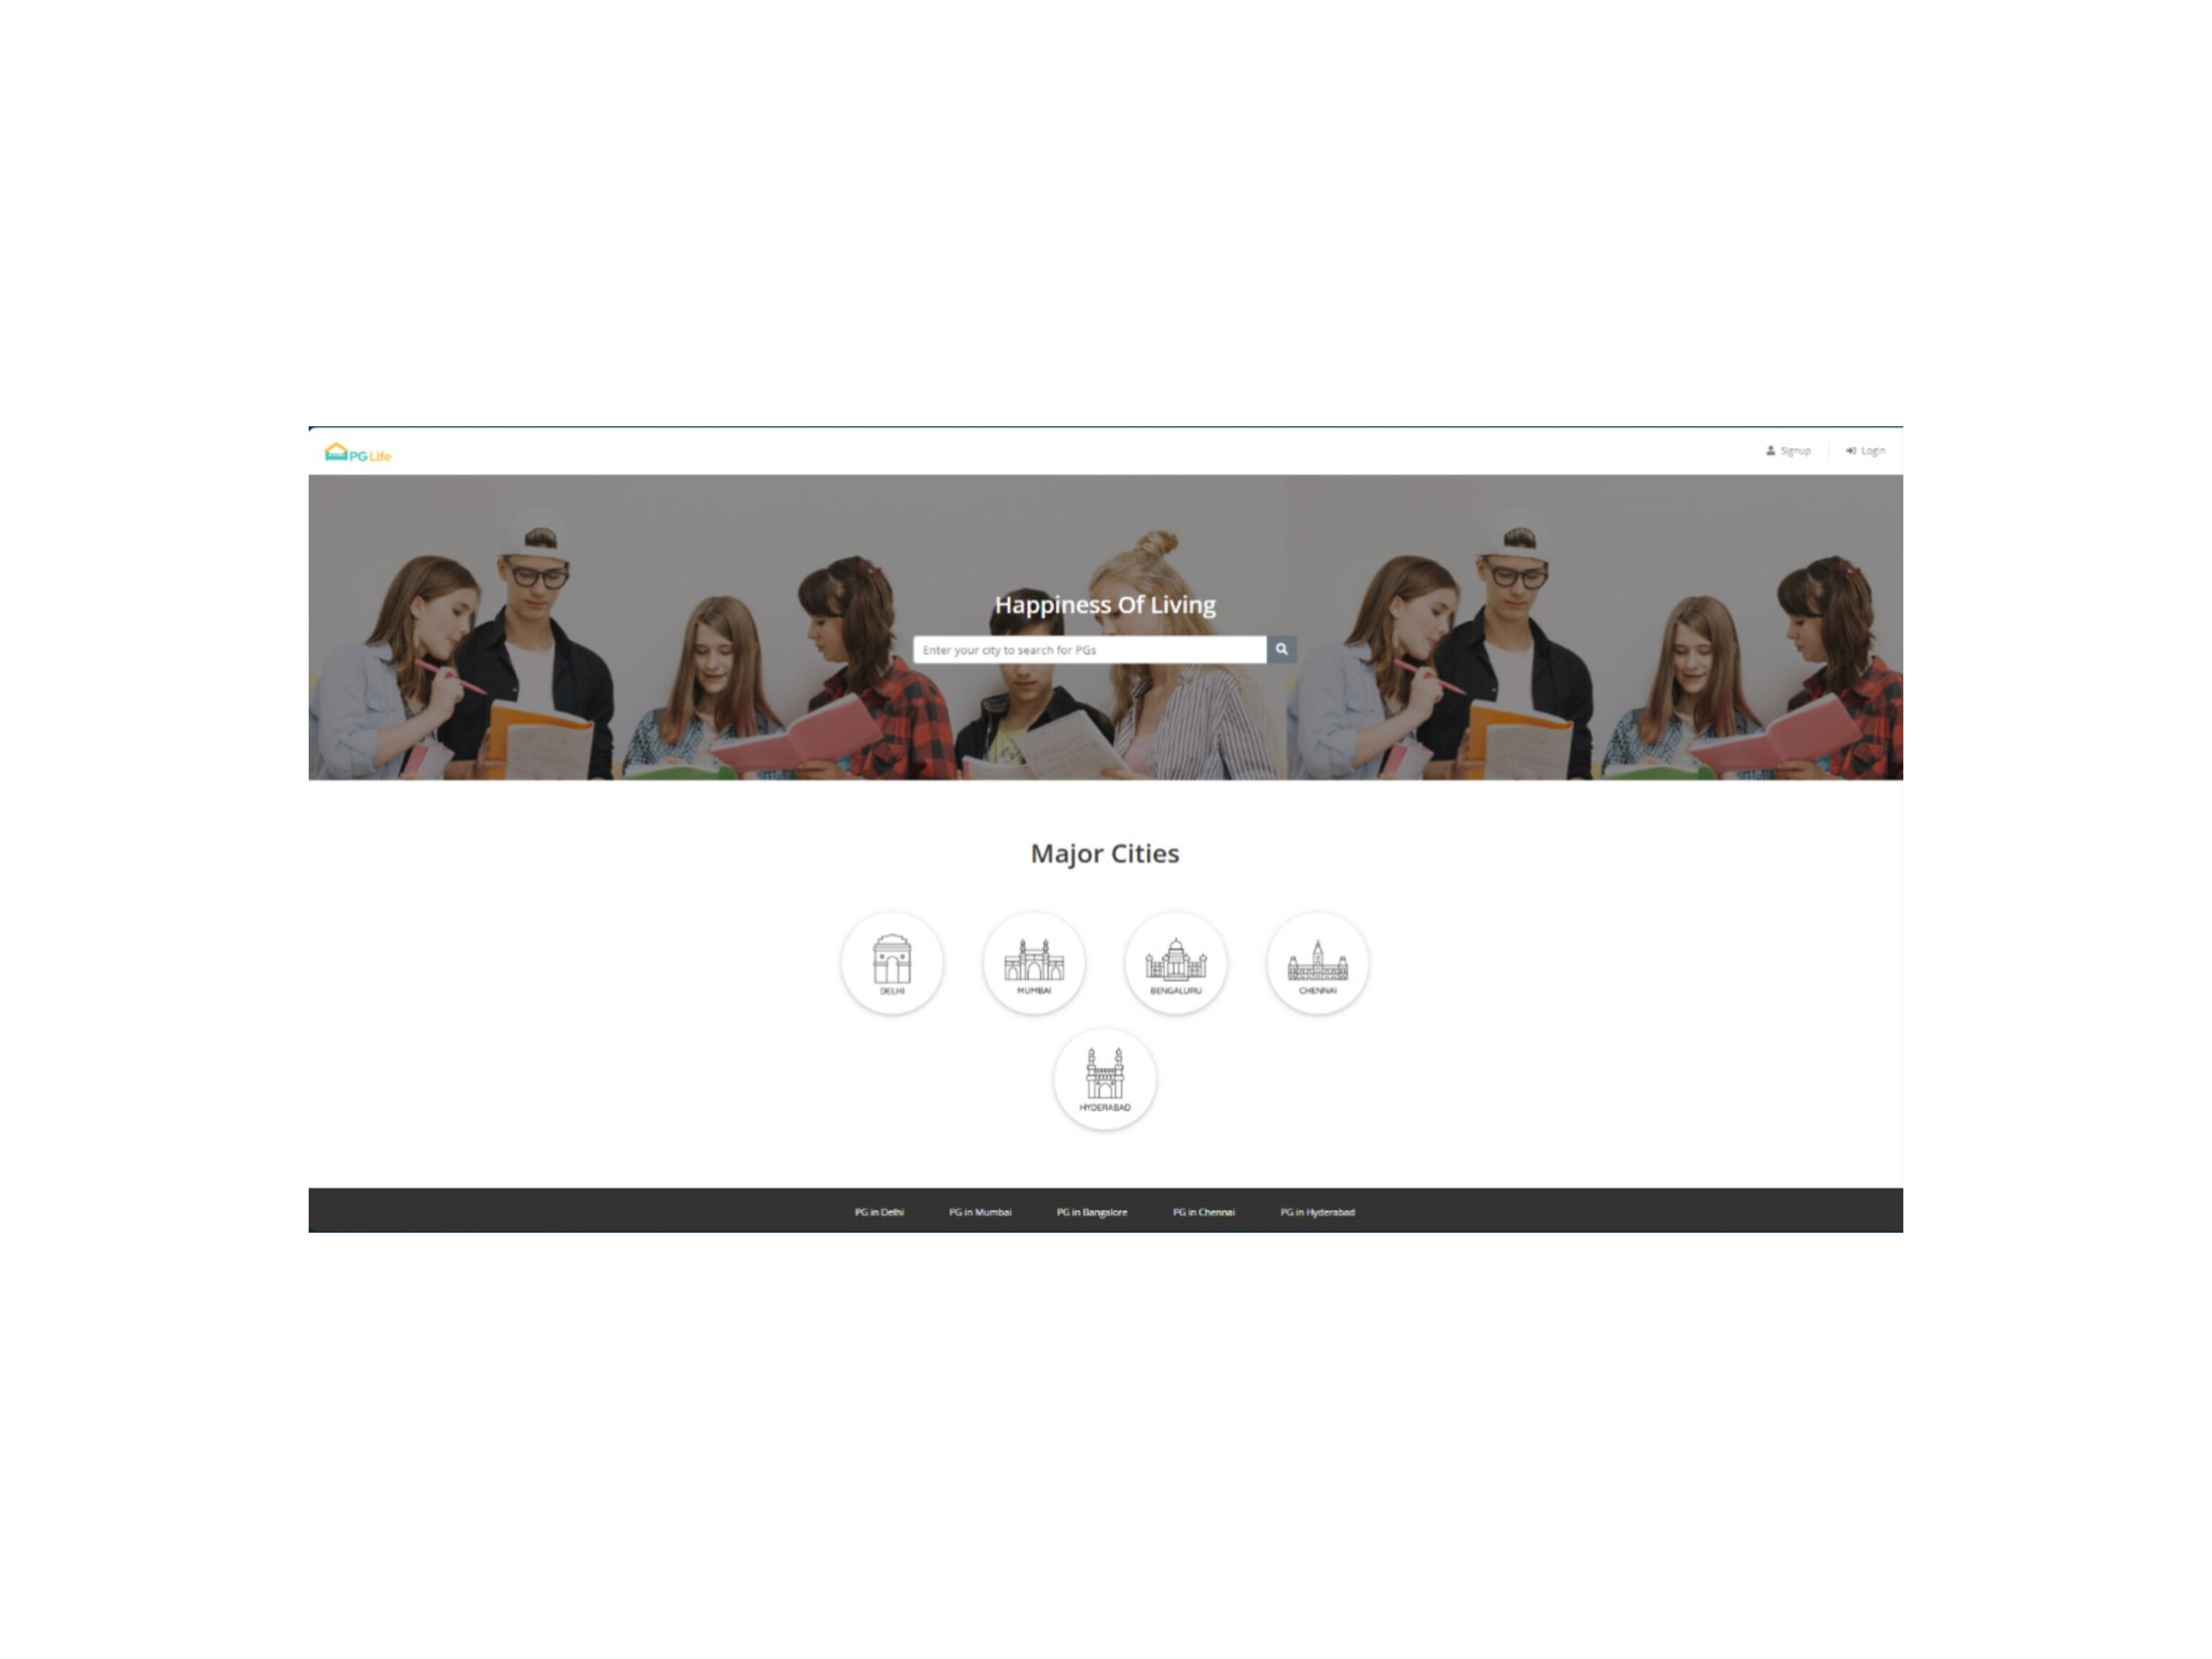 PG Life
Signup
Login
Happiness Of Living
Enter your city to search for PGs
Major Cities
DELHI
MUMBAI
BENGALURU
CHENNAI
HYDERABAD
PG in Delhi
PG in Mumbai
PG in Bangalore
PG in Chennai
PG in Hyderabad